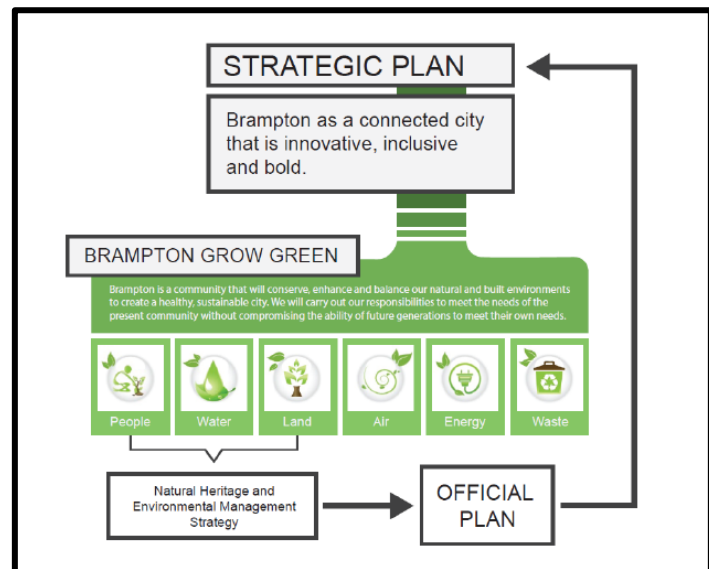 STRATEGIC PLAN
Brampton as a connected city
that is innovative, inclusive
and bold.
BRAMPTON GROW GREEN
Brampton is a community that will conserve, enhance and balance our natural and built environments
to create a healthy, sustainable city. We will carry out our responsibilities to meet the needs of the
present community without compromising the ability of future generations to meet their own needs.
People Water Land Air Energy Waste
Natural Heritage and
Environmental Management
Strategy
OFFICIAL
PLAN